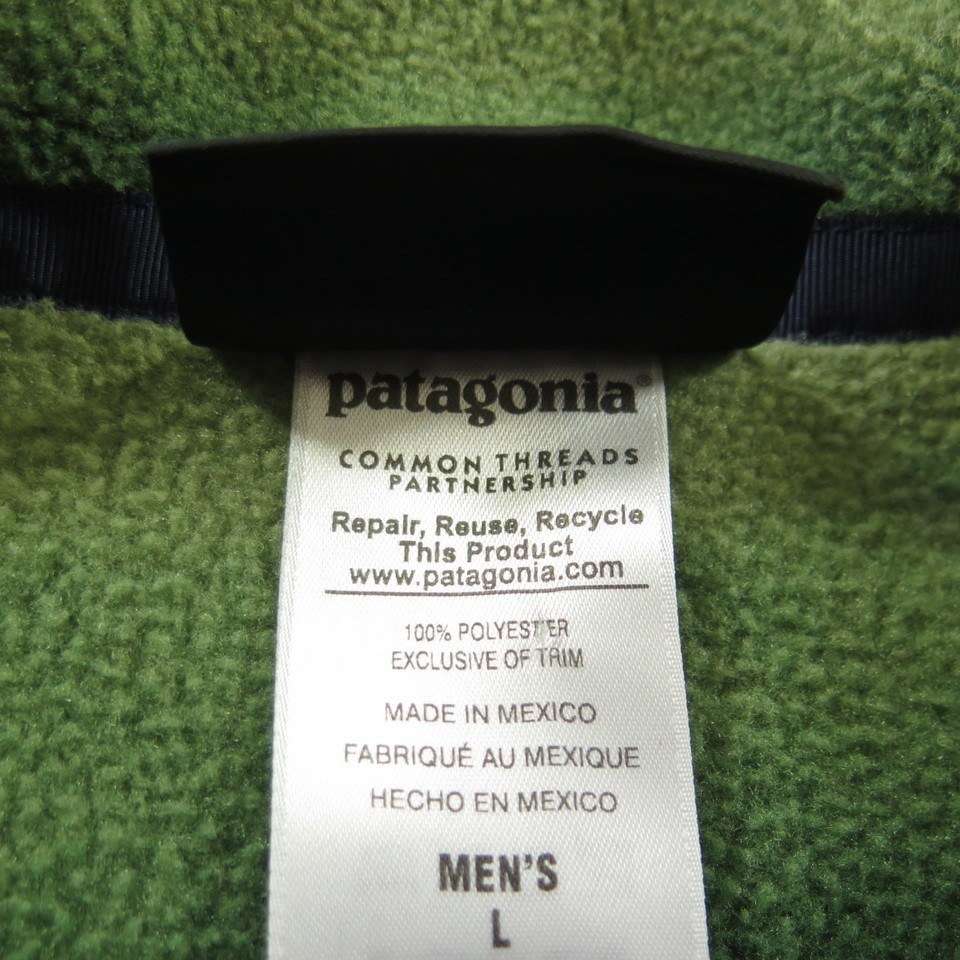 patagonia®
COMMON THREADS
PARTNERSHIP
Repair, Reuse, Recycle
This Product
www.patagonia.com
100% POLYESTER
EXCLUSIVE OF TRIM
MADE IN MEXICO
FABRIQUÉ AU MEXIQUE
HECHO EN MEXICO
MEN'S
L